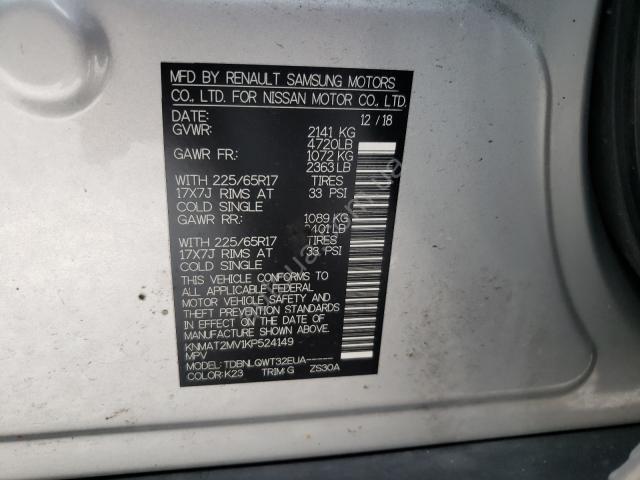 MFD BY RENAULT SAMSUNG MOTORS
CO., LTD. FOR NISSAN MOTOR CO., LTD.
DATE: 12 / 18
GVWR: 2141 KG
4720LB
GAWR FR: 1072 KG
2363 LB
WITH 225/65R17 TIRES
17X7J RIMS AT 33 PSI
COLD SINGLE
GAWR RR: 1089 KG
2401LB
WITH 225/65R17 TIRES
17X7J RIMS AT 33 PSI
COLD SINGLE
THIS VEHICLE CONFORMS TO
ALL APPLICABLE FEDERAL
MOTOR VEHICLE SAFETY AND
THEFT PREVENTION STANDARDS
IN EFFECT ON THE DATE OF
MANUFACTURE SHOWN ABOVE.
KNMAT2MV1KP524149
MPV
MODEL: TDBNLQWT32EUA-----
COLOR: K23 TRIM: G ZS30A